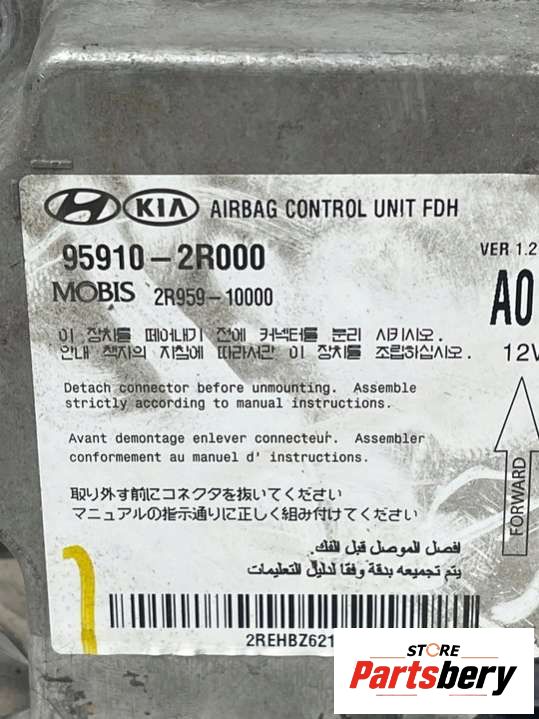 HYUNDAI KIA AIRBAG CONTROL UNIT FDH
95910-2R000
VER 1.2
MOBIS 2R959-10000
A0
이 장치를 떼어내기 전에 커넥터를 분리 시키시오.
안내 책자의 지침에 따라서만 이 장치를 조립하십시오.
12V
Detach connector before unmounting. Assemble
strictly according to manual instructions.
Avant demontage enlever connecteur. Assembler
conformement au manuel d' instructions.
FORWARD
取り外す前にコネクタを抜いてください
マニュアルの指示通りに正しく組み付けてください
افصل الموصل قبل الفك.
يتم تجميعه بدقة وفقا لدليل التعليمات
2REHBZ621
STORE
Partsbery